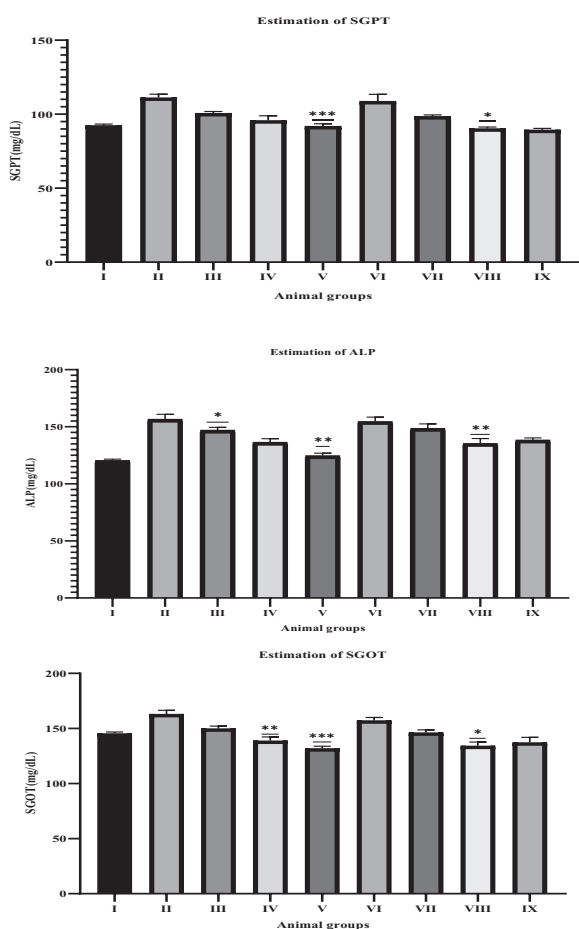 Estimation of SGPT
150
100
50
0
SGPT(mg/dL)
***
*
I II III IV V VI VII VIII IX
Animal groups
Estimation of ALP
200
150
100
50
0
ALP(mg/dL)
*
**
**
I II III IV V VI VII VIII IX
Animal groups
Estimation of SGOT
200
150
100
50
0
SGOT(mg/dL)
**
***
*
I II III IV V VI VII VIII IX
Animal groups